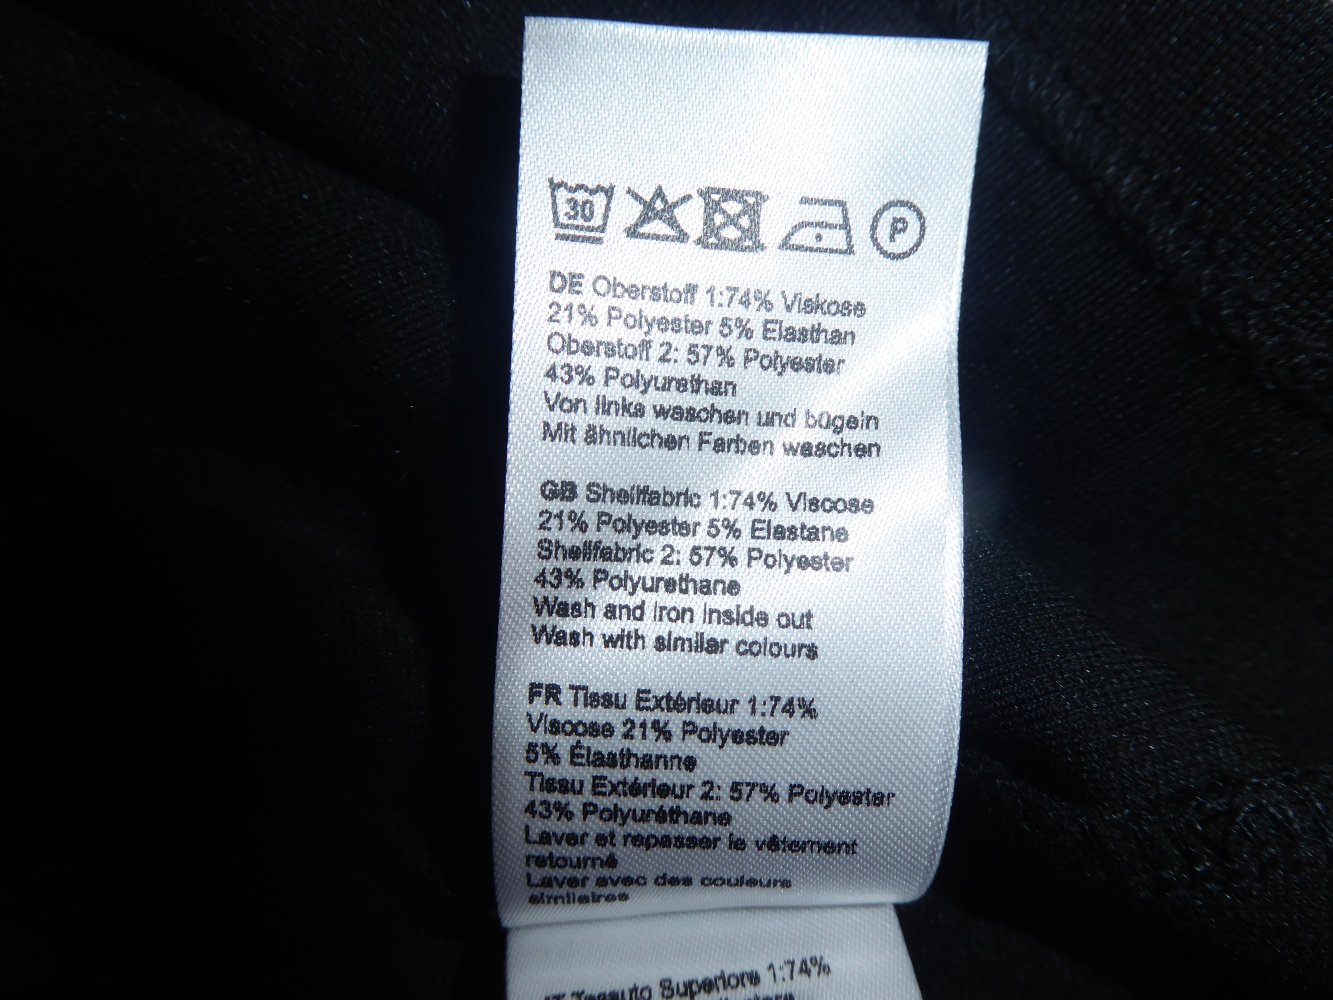 30
P
DE Oberstoff 1:74% Viskose
21% Polyester 5% Elasthan
Oberstoff 2: 57% Polyester
43% Polyurethan
Von links waschen und bügeln
Mit ähnlichen Farben waschen
GB Shellfabric 1:74% Viscose
21% Polyester 5% Elastane
Shellfabric 2: 57% Polyester
43% Polyurethane
Wash and iron inside out
Wash with similar colours
FR Tissu Extérieur 1:74%
Viscose 21% Polyester
5% Élasthanne
Tissu Extérieur 2: 57% Polyester
43% Polyuréthane
Laver et repasser le vêtement
retourné
Laver avec des couleurs
similaires
Tessuto Superiore 1:74%